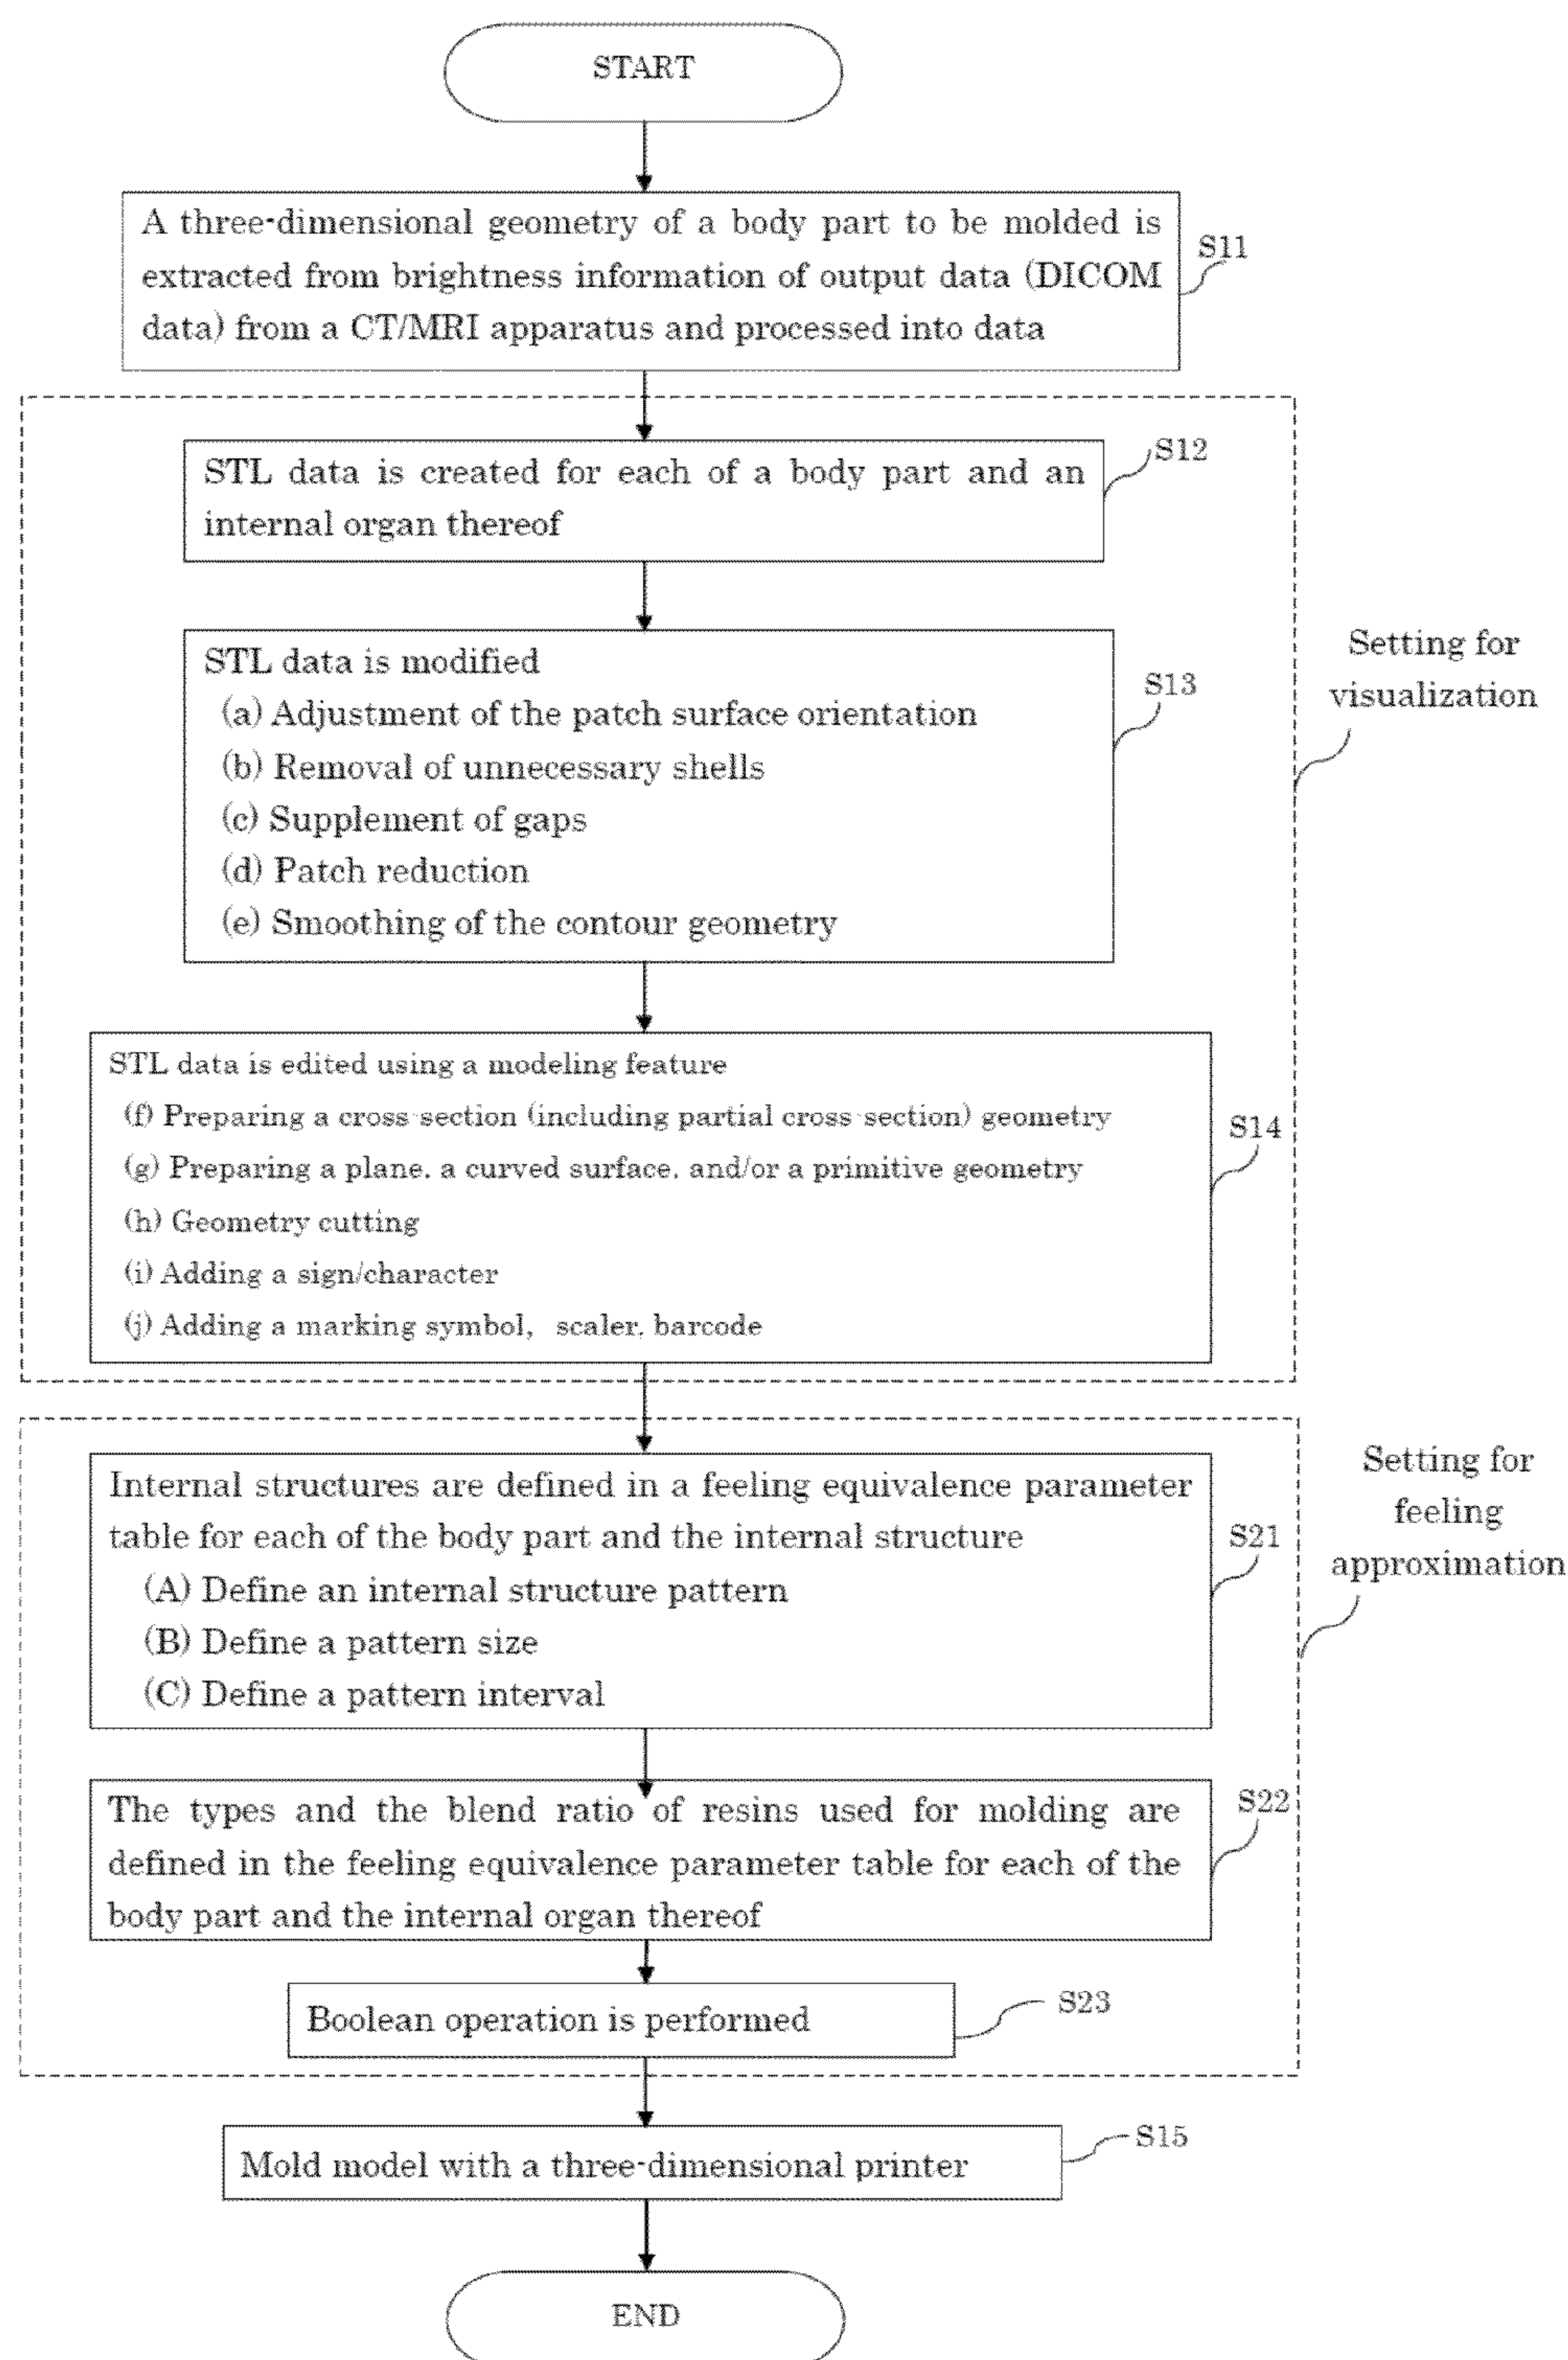 START
A three-dimensional geometry of a body part to be molded is
extracted from brightness information of output data (DICOM
data) from a CT/MRI apparatus and processed into data
S11
STL data is created for each of a body part and an
internal organ thereof
S12
STL data is modified
(a) Adjustment of the patch surface orientation
(b) Removal of unnecessary shells
(c) Supplement of gaps
(d) Patch reduction
(e) Smoothing of the contour geometry
S13
Setting for
visualization
STL data is edited using a modeling feature
(f) Preparing a cross-section (including partial cross-section) geometry
(g) Preparing a plane, a curved surface, and/or a primitive geometry
(h) Geometry cutting
(i) Adding a sign/character
(j) Adding a marking symbol, scaler, barcode
S14
Internal structures are defined in a feeling equivalence parameter
table for each of the body part and the internal structure
(A) Define an internal structure pattern
(B) Define a pattern size
(C) Define a pattern interval
S21
Setting for
feeling
approximation
The types and the blend ratio of resins used for molding are
defined in the feeling equivalence parameter table for each of the
body part and the internal organ thereof
S22
Boolean operation is performed
S23
Mold model with a three-dimensional printer
S15
END